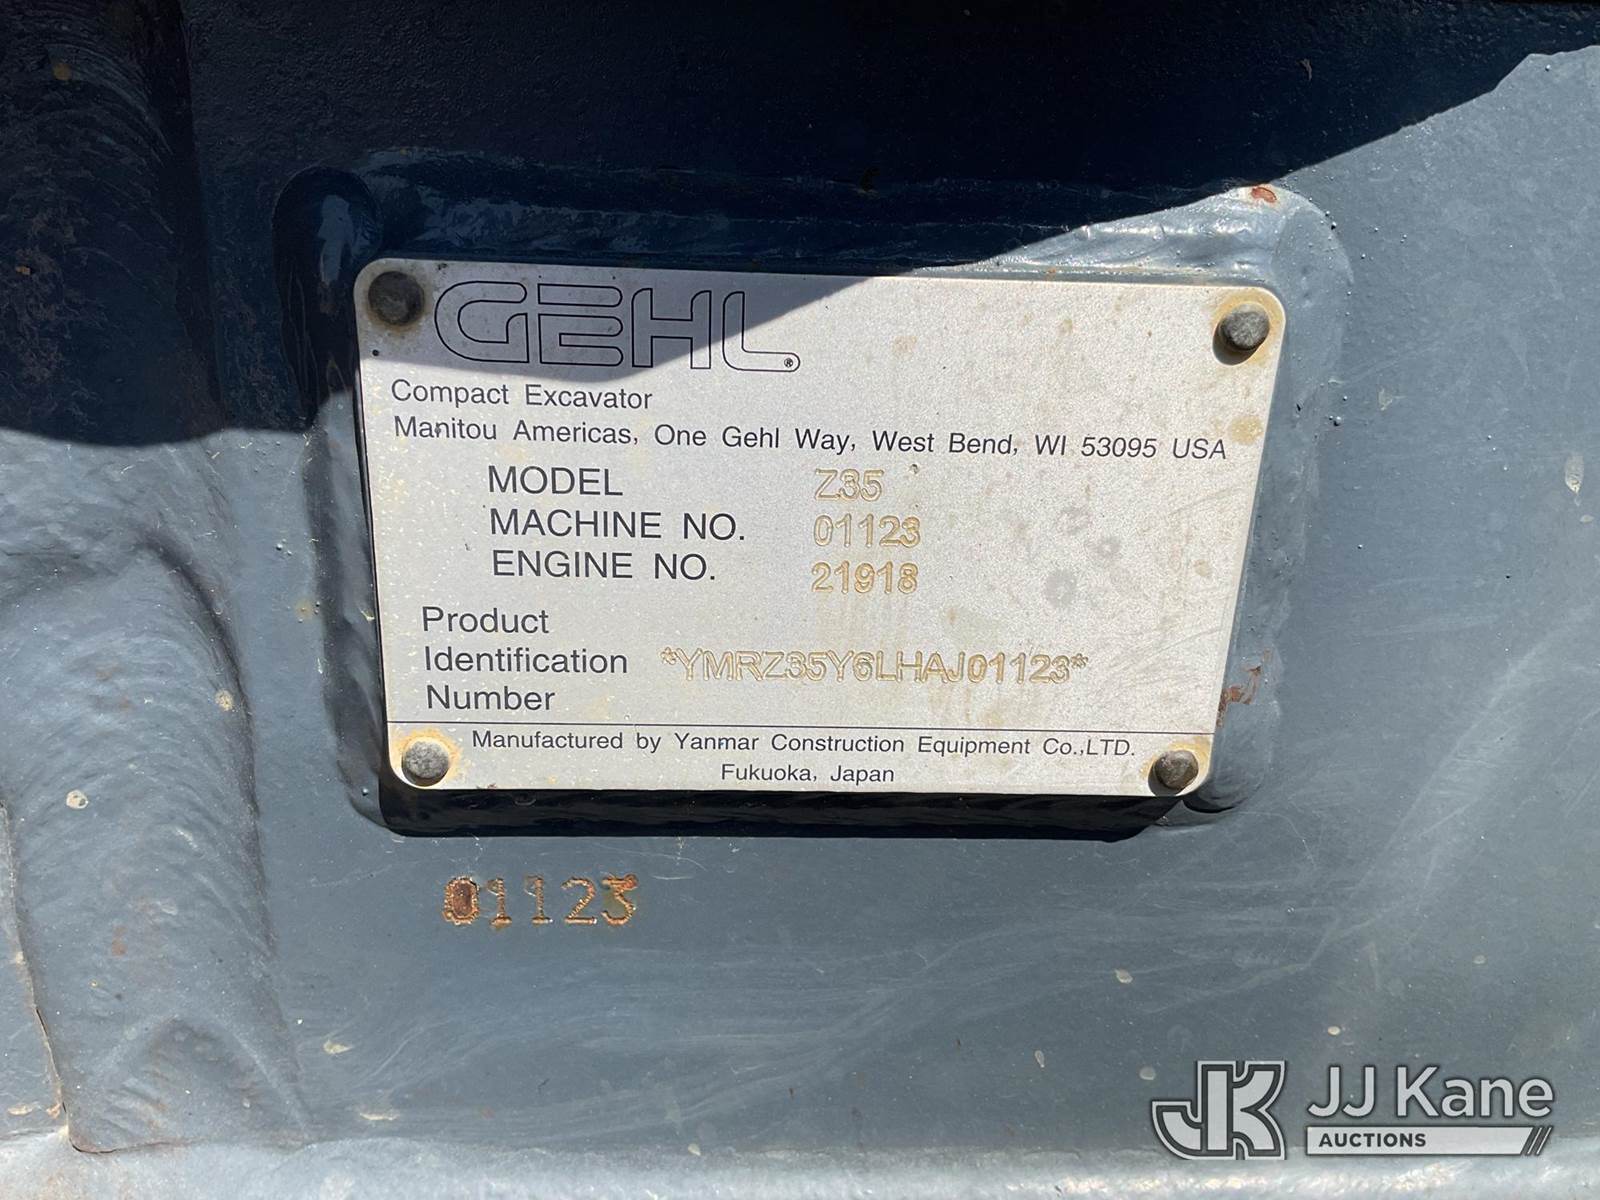 GEHL®
Compact Excavator
Manitou Americas, One Gehl Way, West Bend, WI 53095 USA
MODEL Z35
MACHINE NO. 01123
ENGINE NO. 21918
Product
Identification *YMRZ35Y6LHAJ01123*
Number
Manufactured by Yanmar Construction Equipment Co.,LTD.
Fukuoka, Japan
01123
JK JJ Kane
AUCTIONS